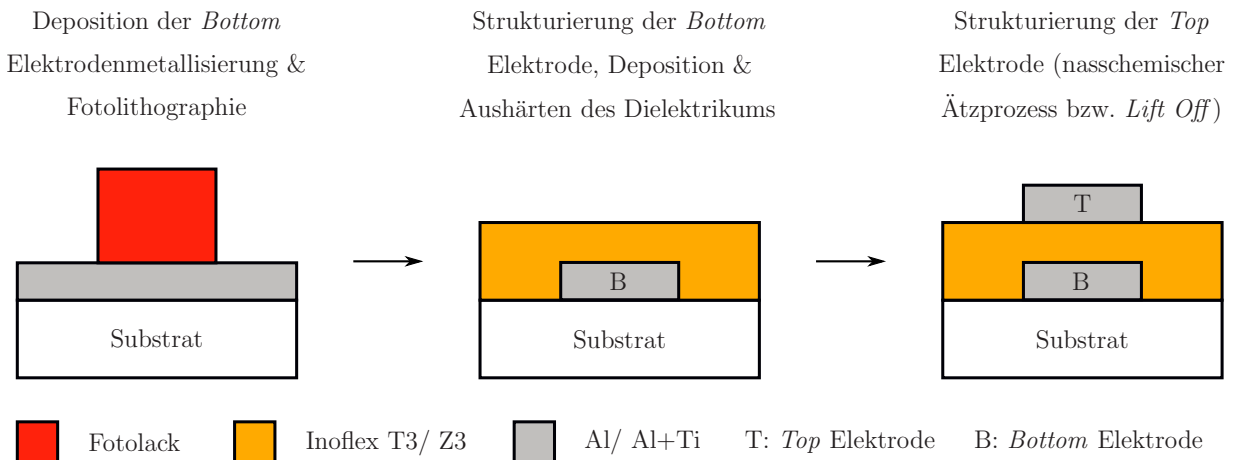 Deposition der Bottom
Elektrodenmetallisierung &
Fotolithographie
Strukturierung der Bottom
Elektrode, Deposition &
Aushärten des Dielektrikums
Strukturierung der Top
Elektrode (nasschemischer
Ätzprozess bzw. Lift Off)
Substrat
B
Substrat
T
B
Substrat
Fotolack
Inoflex T3/ Z3
Al/ Al+Ti
T: Top Elektrode
B: Bottom Elektrode